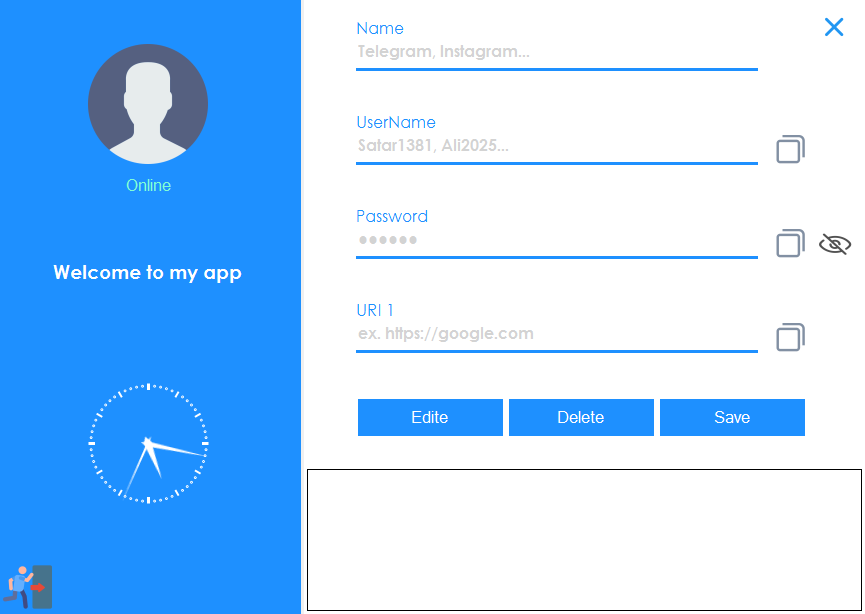 Online
Welcome to my app
Name
Telegram, Instagram...
UserName
Satar1381, Ali2025...
Password
●●●●●●
URI 1
ex. https://google.com
Edite
Delete
Save